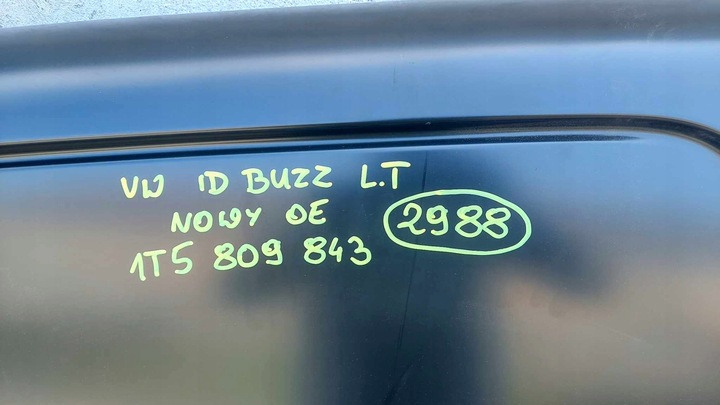 VW ID BUZZ L.T
NOWY OE 2988
1T5 809 843